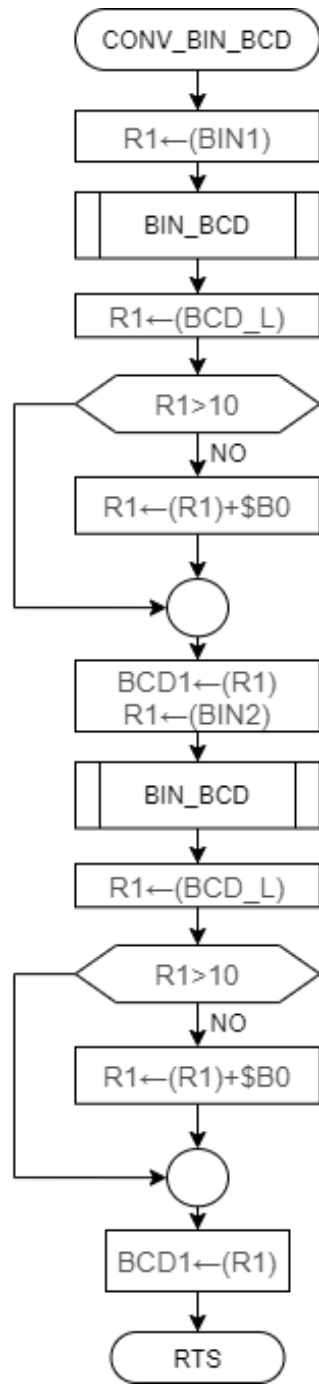 CONV_BIN_BCD
R1←(BIN1)
BIN_BCD
R1←(BCD_L)
R1>10
NO
R1←(R1)+$B0
BCD1←(R1)
R1←(BIN2)
BIN_BCD
R1←(BCD_L)
R1>10
NO
R1←(R1)+$B0
BCD1←(R1)
RTS